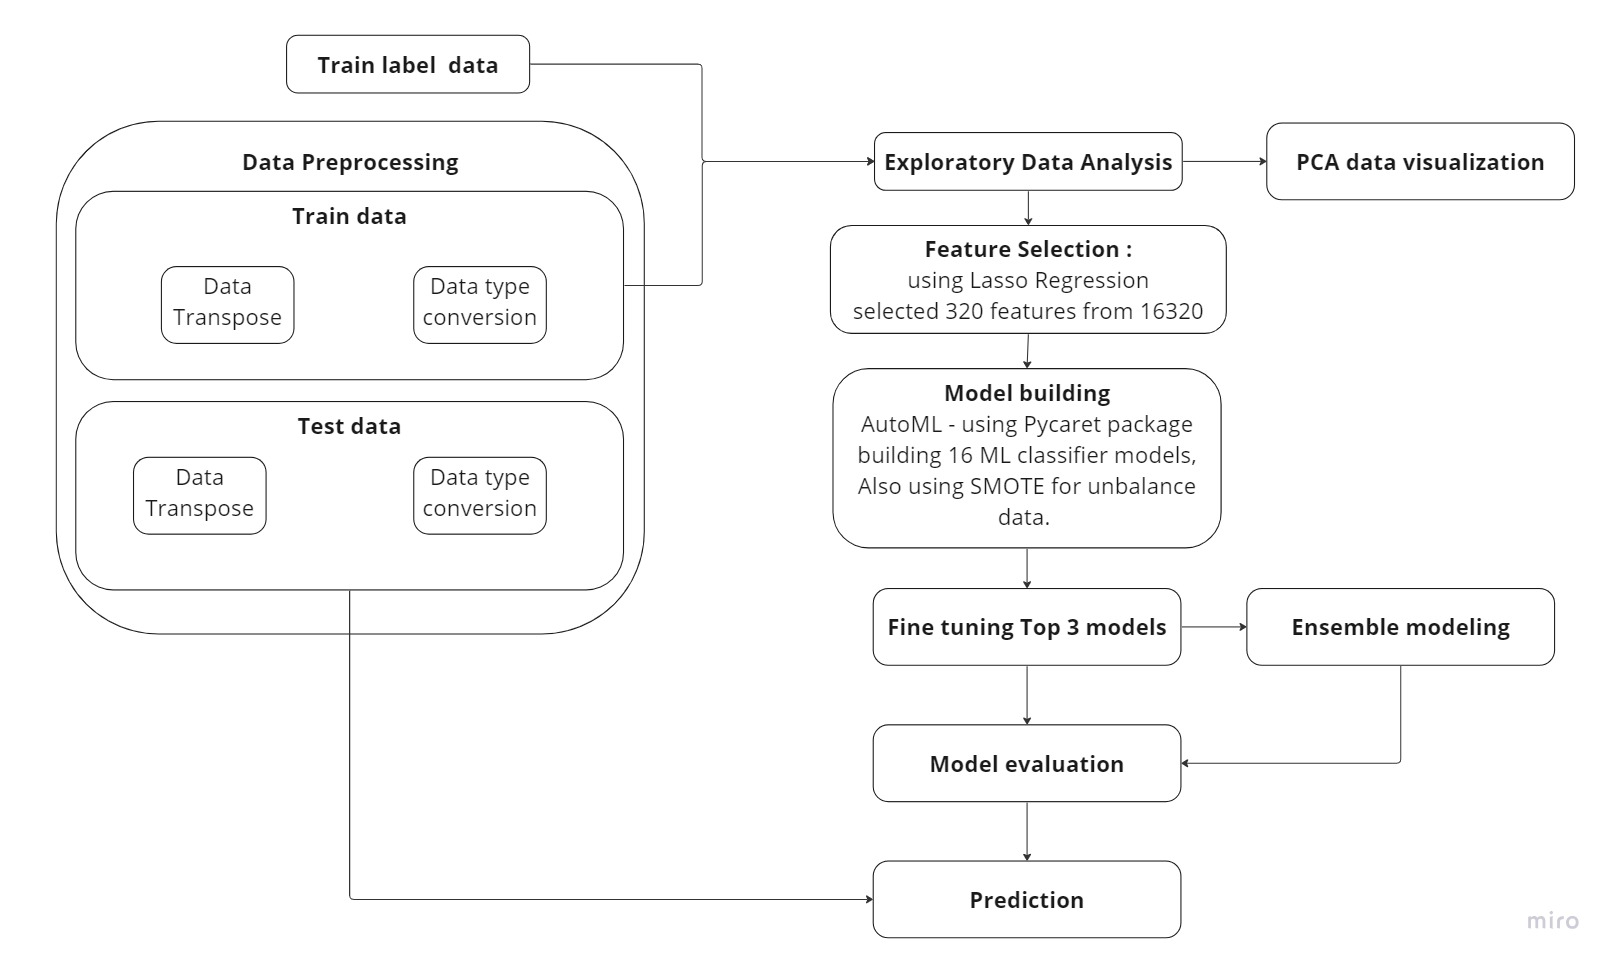 Train label  data
Data Preprocessing
Train data
Data
Transpose
Data type
conversion
Test data
Data
Transpose
Data type
conversion
Exploratory Data Analysis
PCA data visualization
Feature Selection :
using Lasso Regression
selected 320 features from 16320
Model building
AutoML - using Pycaret package
building 16 ML classifier models,
Also using SMOTE for unbalance
data.
Fine tuning Top 3 models
Ensemble modeling
Model evaluation
Prediction
miro